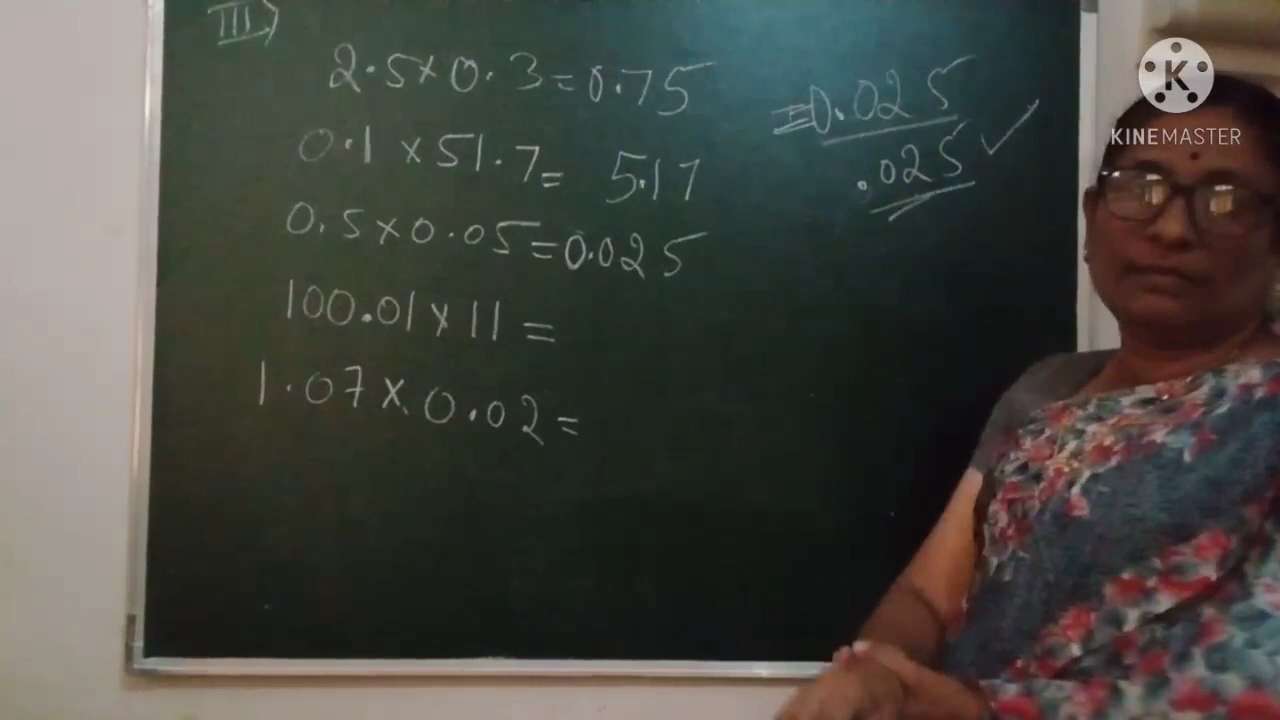 III)
2.5×0.3=0.75
0.1×51.7= 5.17
0.5×0.05=0.025
100.01×11=
1.07×0.02=
=0.025
.025 ✓
K
KINEMASTER